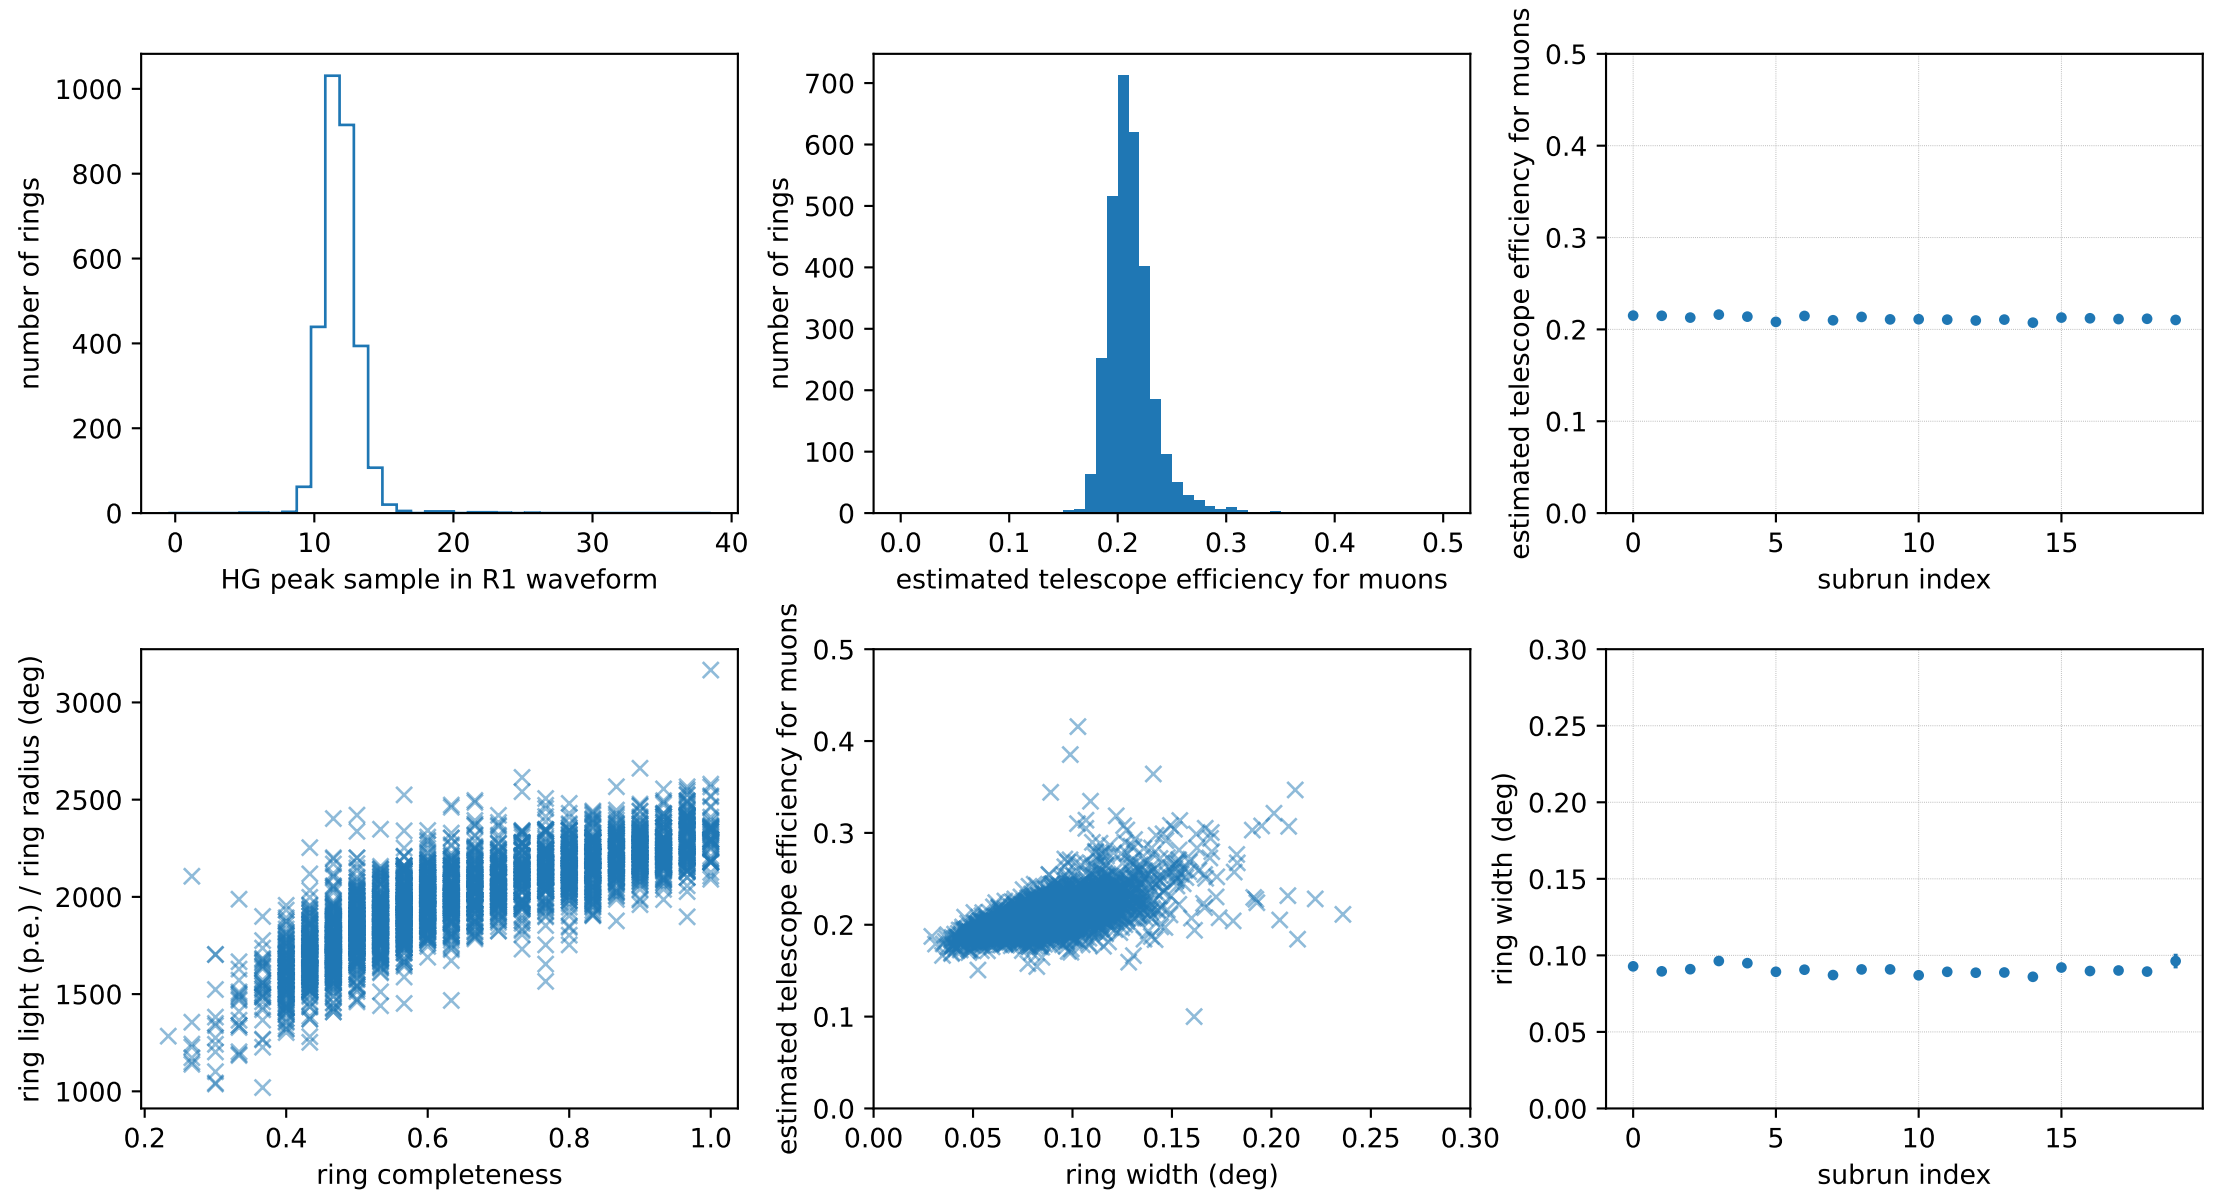 number of rings
1000
800
600
400
200
0
0 10 20 30 40
HG peak sample in R1 waveform
number of rings
700
600
500
400
300
200
100
0
0.0 0.1 0.2 0.3 0.4 0.5
estimated telescope efficiency for muons
estimated telescope efficiency for muons
0.5
0.4
0.3
0.2
0.1
0.0
0 5 10 15
subrun index
ring light (p.e.) / ring radius (deg)
3000
2500
2000
1500
1000
0.2 0.4 0.6 0.8 1.0
ring completeness
estimated telescope efficiency for muons
0.5
0.4
0.3
0.2
0.1
0.0
0.00 0.05 0.10 0.15 0.20 0.25 0.30
ring width (deg)
ring width (deg)
0.30
0.25
0.20
0.15
0.10
0.05
0.00
0 5 10 15
subrun index